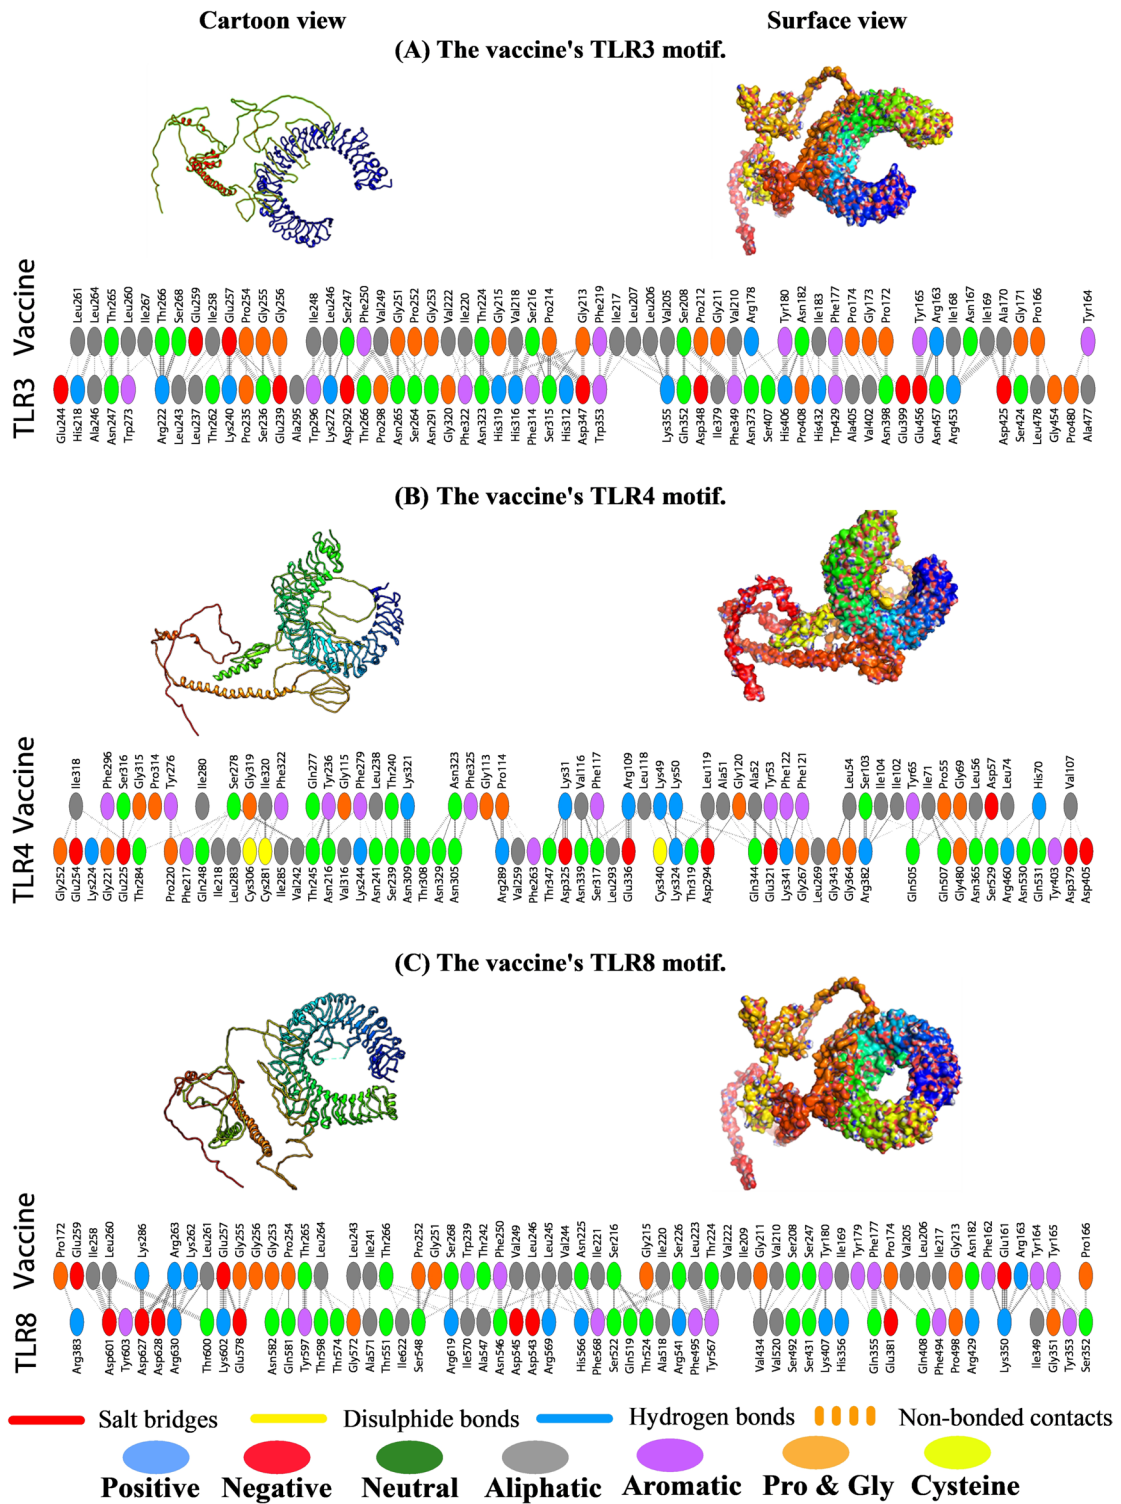 Cartoon view Surface view
(A) The vaccine's TLR3 motif.
Vaccine
Leu261 Leu264 Thr265 Leu260 Ile267 Thr266 Ser268 Glu259 Ile258 Glu257 Pro254 Gly255 Gly256 Ile248 Leu246 Ser247 Phe250 Val249 Gly251 Gly252 Gly253 Val222 Ile220 Thr224 Gly215 Val218 Ser216 Pro214 Gly213 Phe219 Ile217 Leu207 Leu206 Val205 Ser208 Pro212 Gly211 Val210 Arg178 Tyr180 Asn182 Ile183 Phe177 Pro174 Gly173 Pro172 Tyr165 Arg163 Ile168 Asn167 Ile169 Ala170 Gly171 Pro166 Tyr164
TLR3
Glu244 His218 Ala246 Asn247 Trp273 Arg222 Leu243 Leu237 Thr262 Lys240 Pro235 Ser236 Glu239 Ala295 Trp296 Lys272 Asp292 Thr266 Pro298 Asn265 Ser264 Asn291 Gly320 Phe322 Asn323 His319 His316 Phe314 Ser315 His312 Asp347 Trp353 Lys355 Gln352 Asp348 Ile379 Phe349 Asn373 Ser407 His406 Pro408 His432 Trp429 Ala405 Val402 Asn398 Glu399 Glu456 Asn457 Arg453 Asp425 Ser424 Leu478 Gly454 Pro480 Ala477
(B) The vaccine's TLR4 motif.
Vaccine
Ile318 Phe296 Ser316 Gly315 Pro314 Tyr276 Ile280 Ser278 Gly319 Ile320 Phe322 Gln277 Tyr236 Gly115 Phe279 Leu238 Thr240 Lys321 Asn323 Phe325 Gly113 Pro114 Lys31 Val116 Phe117 Arg109 Leu118 Lys49 Lys50 Leu119 Ala51 Gly120 Ala52 Tyr53 Phe122 Phe121 Leu54 Ser103 Ile104 Ile102 Tyr65 Ile71 Pro55 Gly69 Leu56 Asp57 Leu74 His70 Val107
TLR4
Gly252 Glu254 Lys224 Gly221 Glu225 Thr284 Pro220 Phe217 Gln248 Ile218 Leu283 Cys306 Cys281 Ile285 Val242 Thr245 Asn216 Val316 Lys244 Asn241 Ser239 Asn309 Thr308 Asn329 Asn305 Arg289 Val259 Phe263 Thr347 Asp325 Asn339 Ser317 Leu293 Glu336 Cys340 Lys324 Thr319 Asp294 Gln344 Glu321 Lys341 Gly267 Leu269 Gly343 Gly364 Arg382 Gln505 Gln507 Gly480 Asn365 Ser529 Arg460 Asn530 Gln531 Tyr403 Asp379 Asp405
(C) The vaccine's TLR8 motif.
Vaccine
Pro172 Glu259 Ile258 Leu260 Lys286 Arg263 Lys262 Leu261 Glu257 Gly255 Gly256 Gly253 Pro254 Thr265 Leu264 Leu243 Ile241 Thr266 Pro252 Gly251 Ser268 Trp239 Thr242 Phe250 Val249 Leu246 Leu245 Val244 Asn225 Ile221 Ser216 Gly215 Ile220 Ser226 Leu223 Thr224 Val222 Ile209 Gly211 Val210 Ser208 Ser247 Tyr180 Ile169 Tyr179 Phe177 Pro174 Val205 Leu206 Ile217 Gly213 Asn182 Phe162 Glu161 Arg163 Tyr164 Tyr165 Pro166
TLR8
Arg383 Asp601 Tyr603 Asp627 Asp628 Arg630 Thr600 Lys602 Glu578 Asn582 Gln581 Tyr597 Thr598 Thr574 Gly572 Ala571 Thr551 Ile622 Ser548 Arg619 Ile570 Ala547 Asn546 Asp545 Asp543 Arg569 His566 Phe568 Ser522 Gln519 Thr524 Ala518 Arg541 Phe495 Tyr567 Val434 Val520 Ser492 Ser431 Lys407 His356 Gln355 Glu381 Gln408 Phe494 Pro498 Arg429 Lys350 Ile349 Gly351 Tyr353 Ser352
Salt bridges Disulphide bonds Hydrogen bonds Non-bonded contacts
Positive Negative Neutral Aliphatic Aromatic Pro & Gly Cysteine